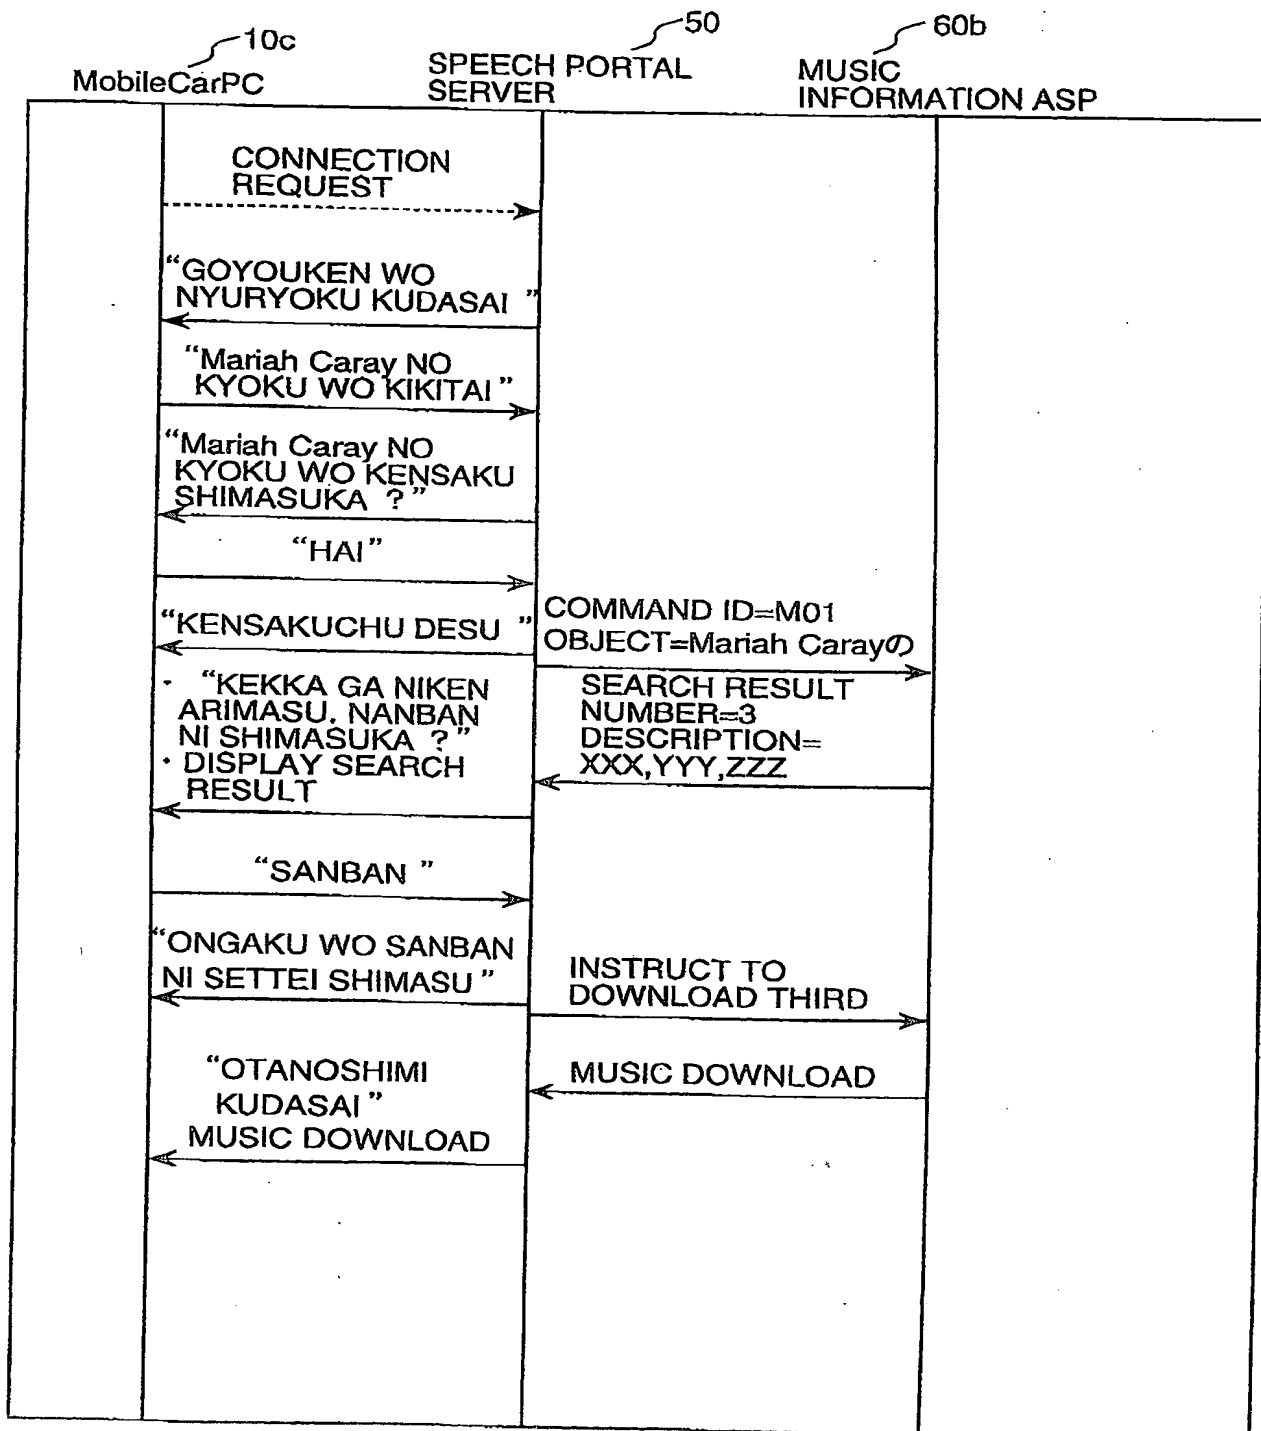 10c
MobileCarPC
50
SPEECH PORTAL
SERVER
60b
MUSIC
INFORMATION ASP
CONNECTION
REQUEST
“GOYOUKEN WO
NYURYOKU KUDASAI ”
“Mariah Caray NO
KYOKU WO KIKITAI”
“Mariah Caray NO
KYOKU WO KENSAKU
SHIMASUKA ?”
“HAI”
“KENSAKUCHU DESU ”
COMMAND ID=M01
OBJECT=Mariah Carayの
· “KEKKA GA NIKEN
ARIMASU. NANBAN
NI SHIMASUKA ?”
· DISPLAY SEARCH
RESULT
SEARCH RESULT
NUMBER=3
DESCRIPTION=
XXX,YYY,ZZZ
“SANBAN ”
“ONGAKU WO SANBAN
NI SETTEI SHIMASU”
INSTRUCT TO
DOWNLOAD THIRD
“OTANOSHIMI
KUDASAI”
MUSIC DOWNLOAD
MUSIC DOWNLOAD